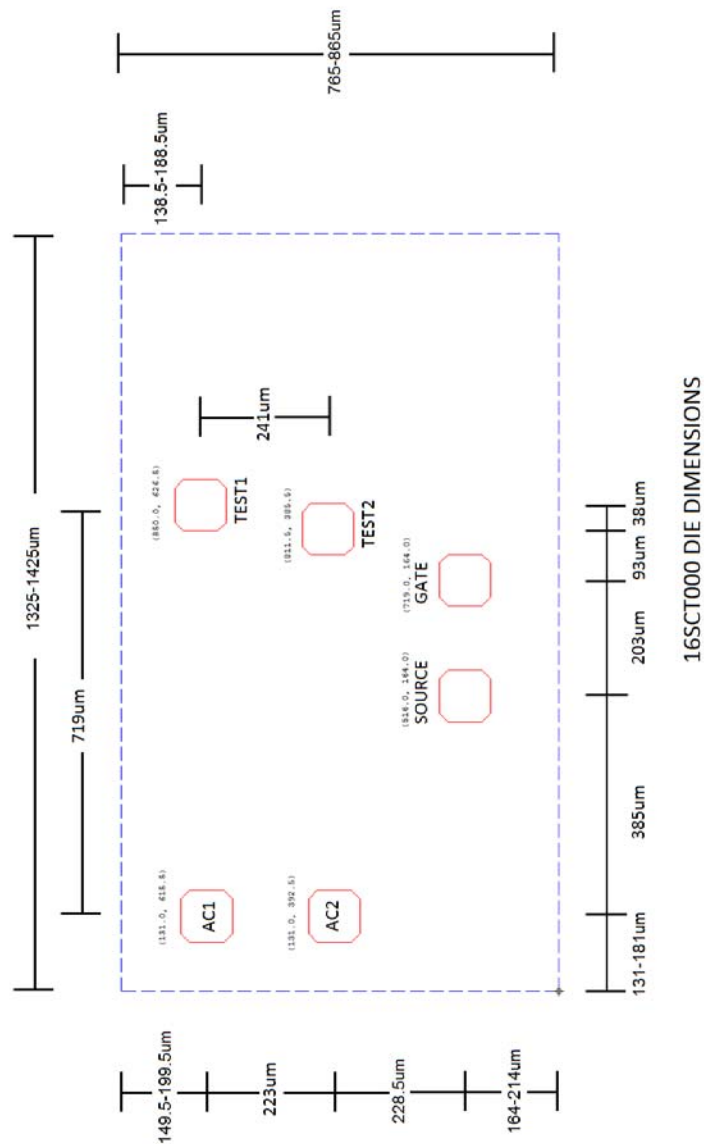 1325-1425um
719um
138.5-188.5um
765-865um
149.5-199.5um
223um
228.5um
164-214um
(131.0, 615.5)
AC1
(850.0, 626.5)
TEST1
241um
(131.0, 392.5)
AC2
(811.5, 385.5)
TEST2
(516.0, 164.0)
SOURCE
(719.0, 164.0)
GATE
131-181um
385um
203um
93um
38um
16SCT000 DIE DIMENSIONS